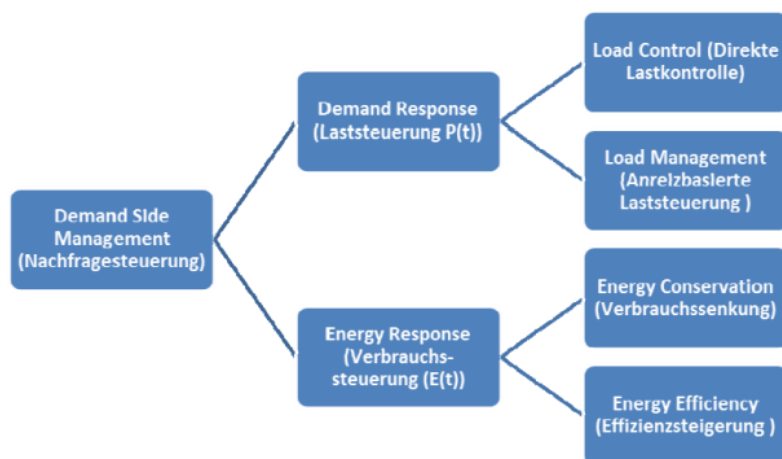 Demand Side
Management
(Nachfragesteuerung)
Demand Response
(Laststeuerung P(t))
Load Control (Direkte
Lastkontrolle)
Load Management
(Anreizbasierte
Laststeuerung )
Energy Response
(Verbrauchs-
steuerung (E(t))
Energy Conservation
(Verbrauchssenkung)
Energy Efficiency
(Effizienzsteigerung )